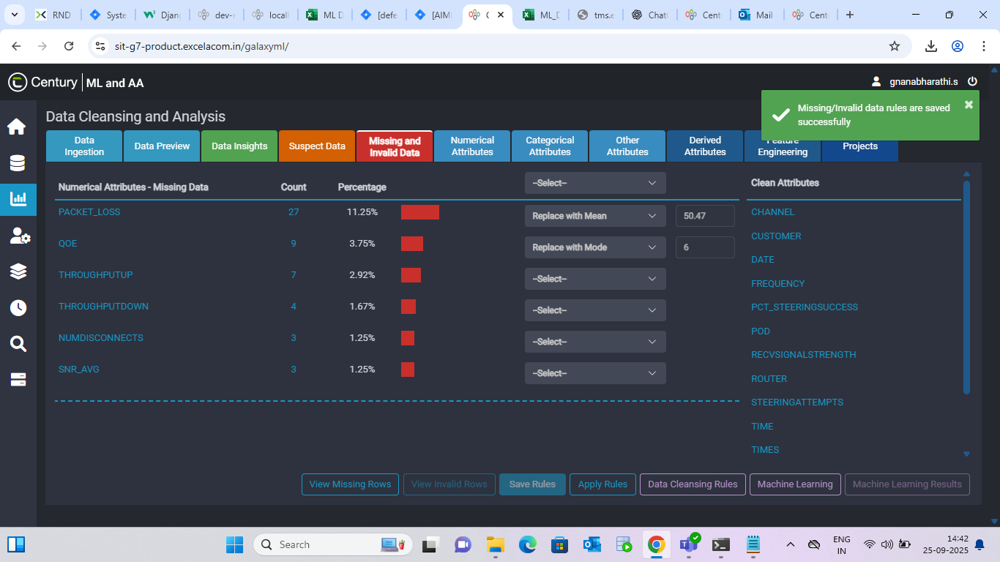 RND
Syste
Djang
dev-r
locall
ML D
[defe
[AIML
ML_D
tms.e
Chat
Cent
Mail
Cent
sit-g7-product.excelacom.in/galaxyml/
Century ML and AA
gnanabharathi.s
Missing/Invalid data rules are saved
successfully
Data Cleansing and Analysis
Data Ingestion
Data Preview
Data Insights
Suspect Data
Missing and Invalid Data
Numerical Attributes
Categorical Attributes
Other Attributes
Derived Attributes
Feature Engineering
Projects
Numerical Attributes - Missing Data Count Percentage --Select--
PACKET_LOSS 27 11.25% Replace with Mean 50.47
QOE 9 3.75% Replace with Mode 6
THROUGHPUTUP 7 2.92% --Select--
THROUGHPUTDOWN 4 1.67% --Select--
NUMDISCONNECTS 3 1.25% --Select--
SNR_AVG 3 1.25% --Select--
Clean Attributes
CHANNEL
CUSTOMER
DATE
FREQUENCY
PCT_STEERINGSUCCESS
POD
RECVSIGNALSTRENGTH
ROUTER
STEERINGATTEMPTS
TIME
TIMES
View Missing Rows
View Invalid Rows
Save Rules
Apply Rules
Data Cleansing Rules
Machine Learning
Machine Learning Results
Search
ENG
IN
14:42
25-09-2025